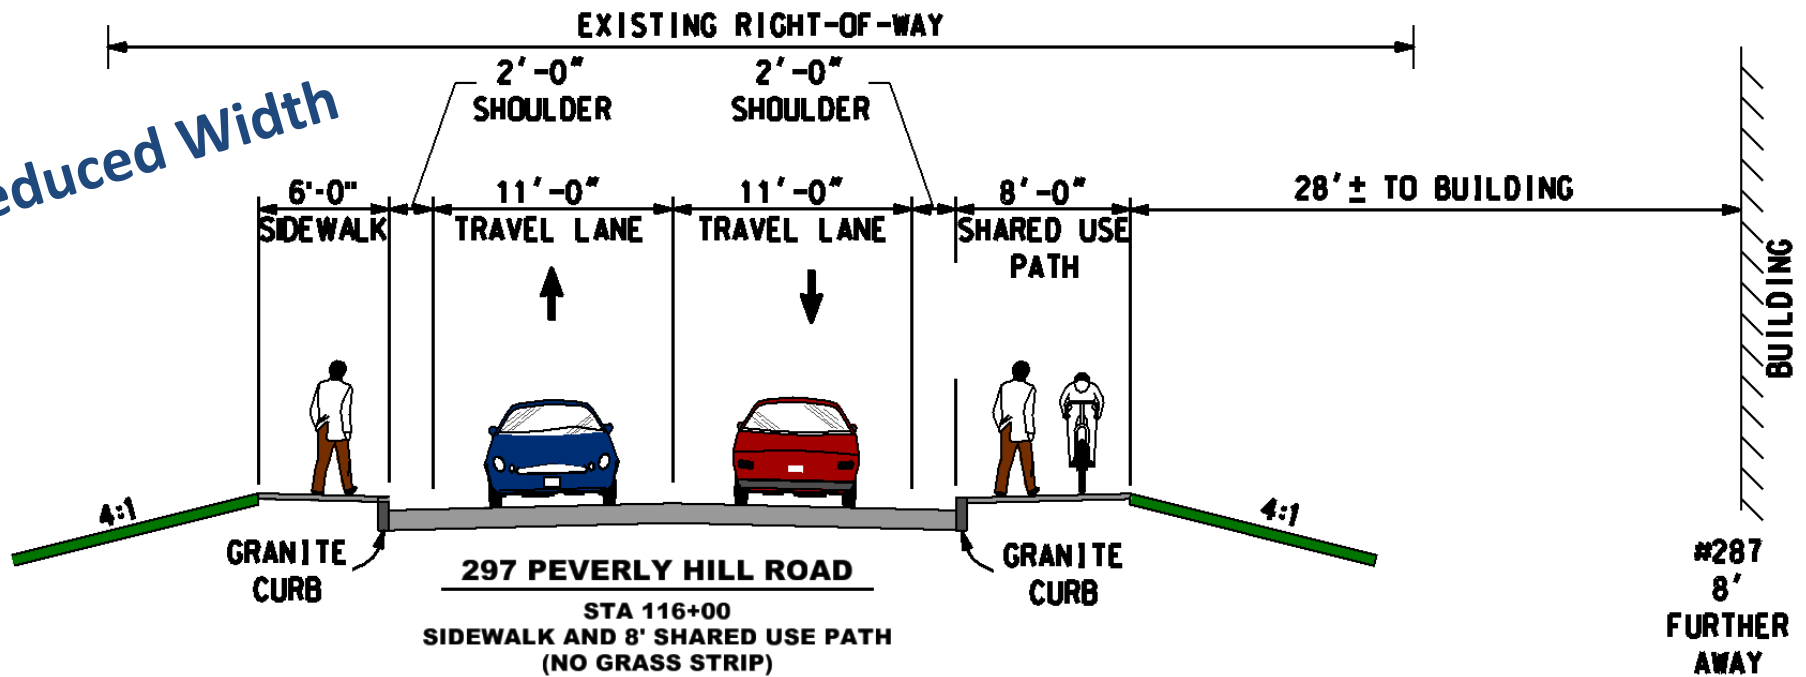 EXISTING RIGHT-OF-WAY
2'-0"
SHOULDER
2'-0"
SHOULDER
educed Width
6'-0"
SIDEWALK
11'-0"
TRAVEL LANE
11'-0"
TRAVEL LANE
8'-0"
SHARED USE
PATH
28'± TO BUILDING
BUILDING
4:1
4:1
GRANITE
CURB
GRANITE
CURB
297 PEVERLY HILL ROAD
STA 116+00
SIDEWALK AND 8' SHARED USE PATH
(NO GRASS STRIP)
#287
8'
FURTHER
AWAY